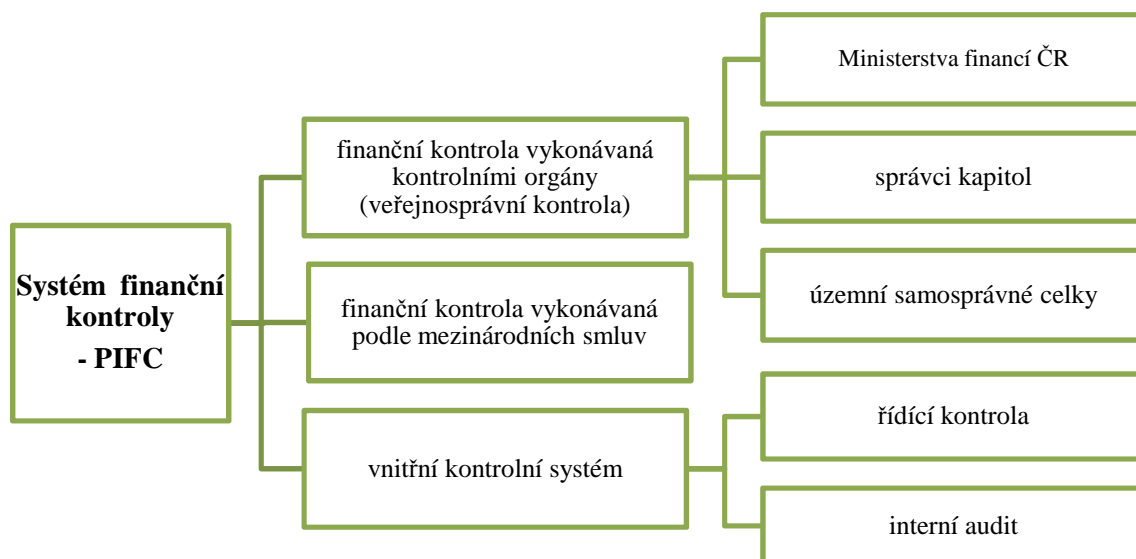 Systém finanční
kontroly
- PIFC
finanční kontrola vykonávaná
kontrolními orgány
(veřejnosprávní kontrola)
Ministerstva financí ČR
správci kapitol
územní samosprávné celky
finanční kontrola vykonávaná
podle mezinárodních smluv
vnitřní kontrolní systém
řídící kontrola
interní audit